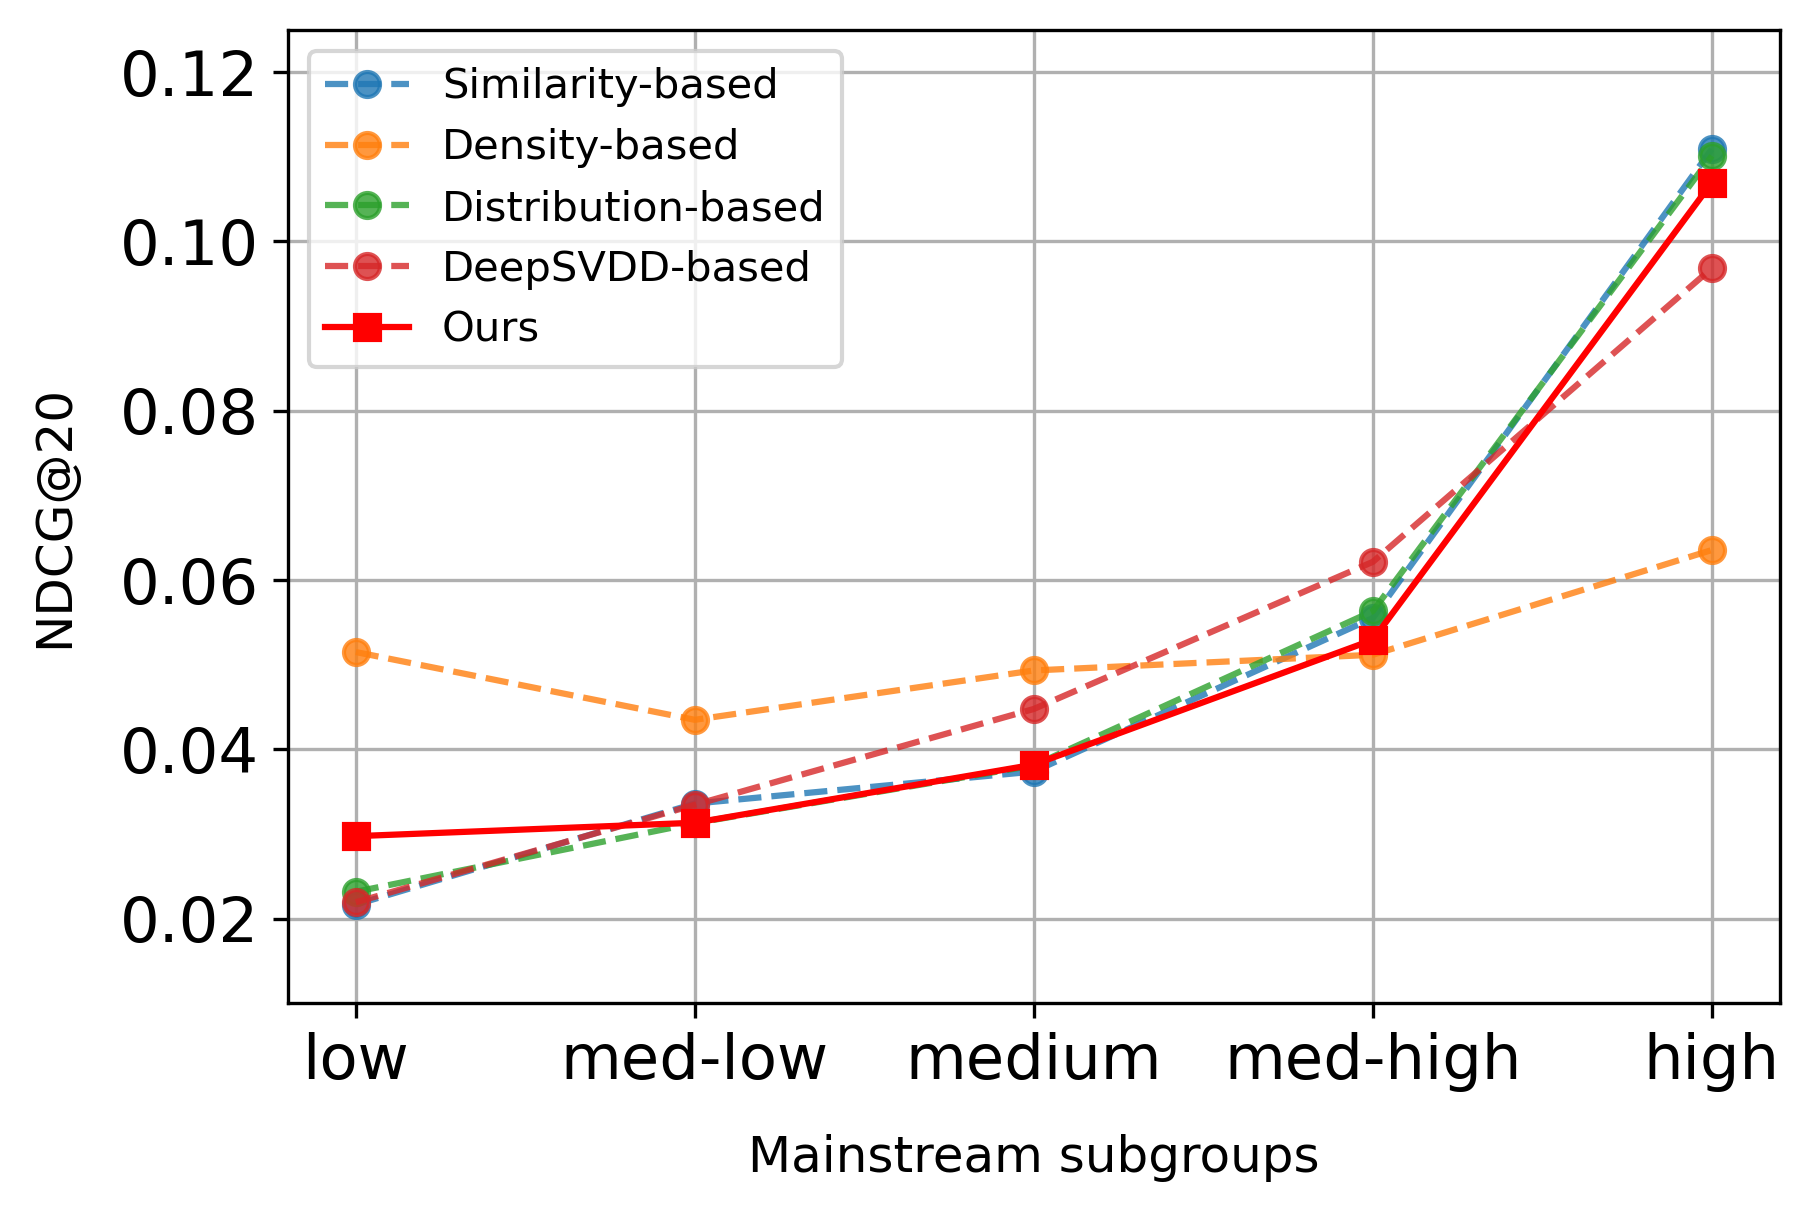 0.12
0.10
0.08
0.06
0.04
0.02
NDCG@20
Similarity-based
Density-based
Distribution-based
DeepSVDD-based
Ours
low med-low medium med-high high
Mainstream subgroups